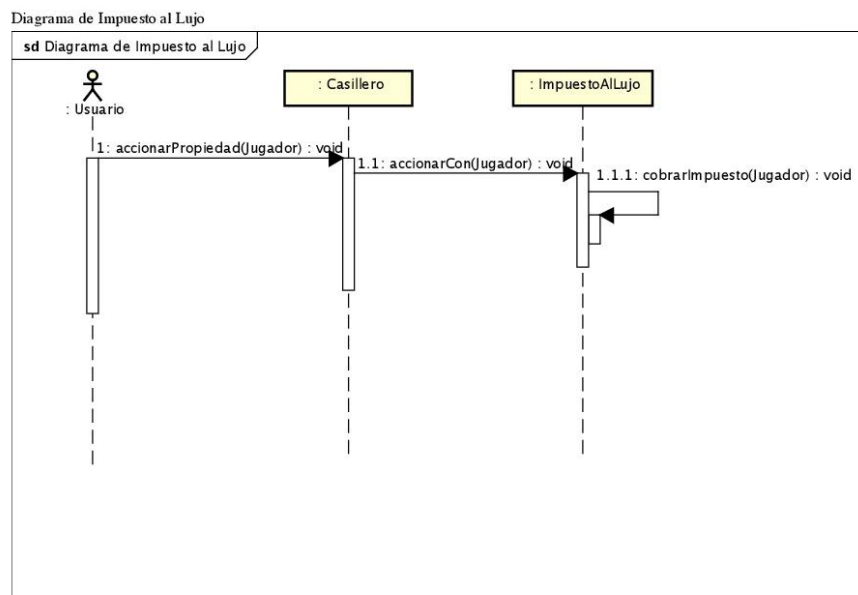 Diagrama de Impuesto al Lujo
sd Diagrama de Impuesto al Lujo
: Usuario
: Casillero
: ImpuestoAlLujo
1: accionarPropiedad(Jugador) : void
1.1: accionarCon(Jugador) : void
1.1.1: cobrarImpuesto(Jugador) : void